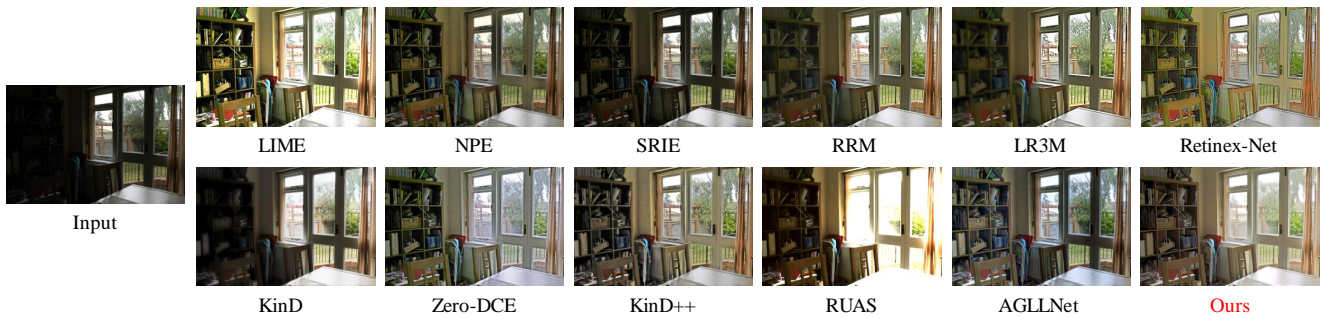 LIME NPE SRIE RRM LR3M Retinex-Net
Input
KinD Zero-DCE KinD++ RUAS AGLLNet Ours